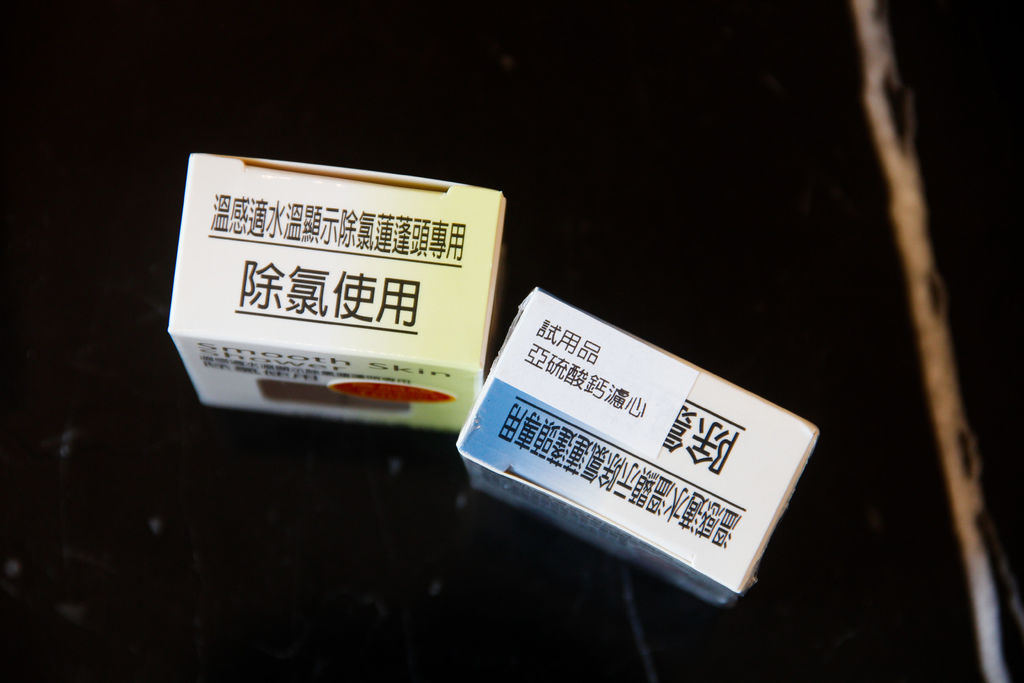 溫感適水溫顯示除氯蓮蓬頭專用
除氯使用
Smooth Skin
Shower
試用品
亞硫酸鈣濾心
除氯
溫感適水溫顯示除氯蓮蓬頭專用